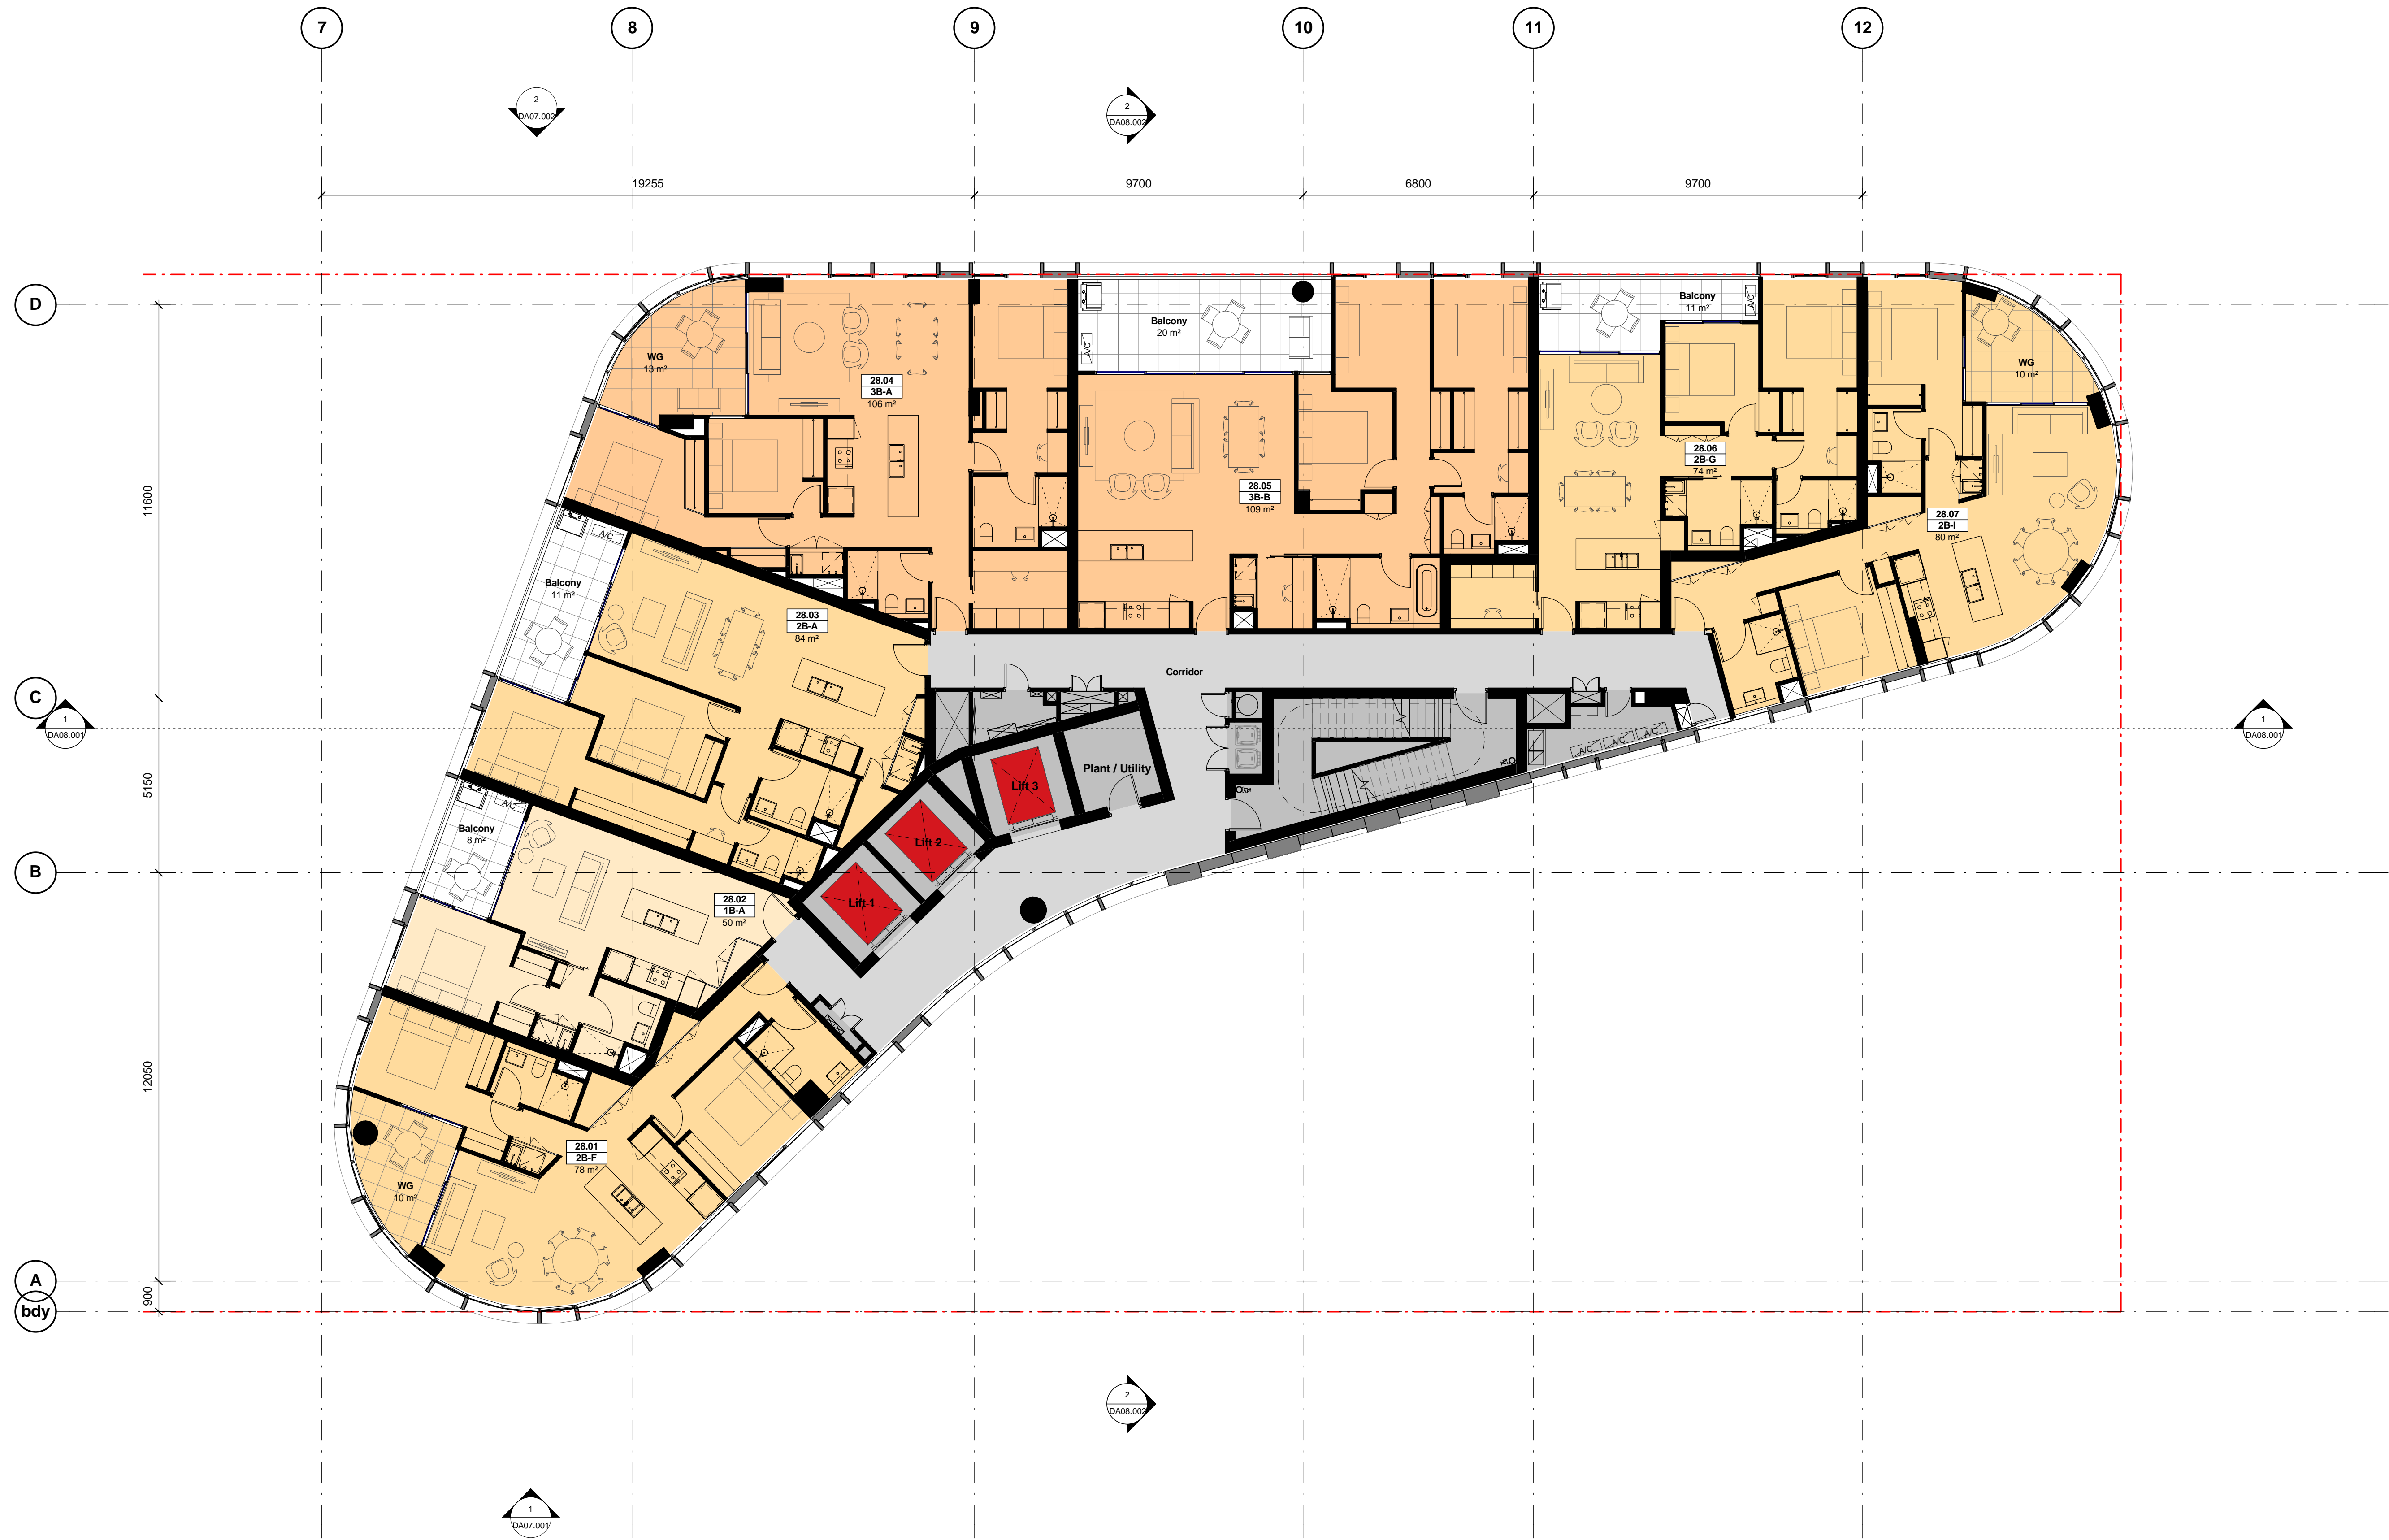 7
8
9
10
11
12
2
DA07.002
2
DA08.002
19255
9700
6800
9700
D
C
B
A
bdy
11600
5150
12050
900
WG
13 m²
28.04
3B-A
106 m²
Balcony
20 m²
A/C
28.05
3B-B
109 m²
Balcony
11 m²
A/C
28.06
2B-G
74 m²
WG
10 m²
28.07
2B-I
80 m²
A/C
Balcony
11 m²
28.03
2B-A
84 m²
Corridor
1
DA08.001
1
DA08.001
Plant / Utility
A/C
A/C
A/C
Lift 3
Lift 2
Lift 1
A/C
Balcony
8 m²
28.02
1B-A
50 m²
28.01
2B-F
78 m²
WG
10 m²
2
DA08.002
1
DA07.001